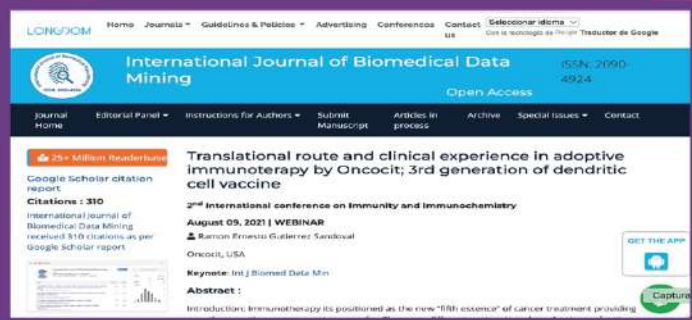 LONGDOM
Home Journals Guidelines & Policies Advertising Conferences Contact us
Seleccionar idioma
Con la tecnología de Google Traductor de Google
International Journal of Biomedical Data Mining
ISSN: 2090-4924
Open Access
Journal Home Editorial Panel Instructions for Authors Submit Manuscript Articles in process Archive Special Issues Contact
25+ Million Readerbase
Google Scholar citation report
Citations : 310
International Journal of Biomedical Data Mining received 310 citations as per Google Scholar report
Translational route and clinical experience in adoptive
immunoterapy by Oncocit; 3rd generation of dendritic
cell vaccine
2nd International conference on Immunity and Immunochemistry
August 09, 2021 | WEBINAR
Ramon Ernesto Gutierrez Sandoval
Oncocit, USA
Keynote: Int J Biomed Data Min
Abstract :
Introduction: Immunotherapy its positioned as the new "fifth essence" of cancer treatment providing
GET THE APP
Captura